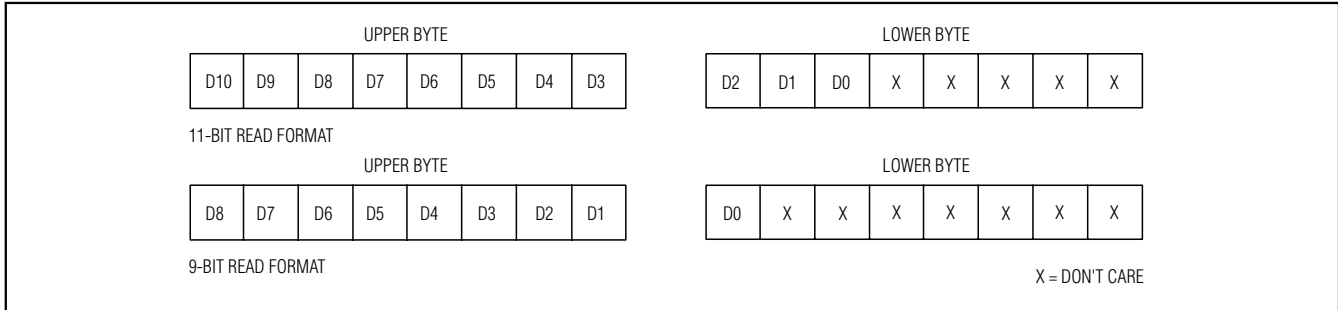 UPPER BYTE LOWER BYTE
D10 D9 D8 D7 D6 D5 D4 D3 D2 D1 D0 X X X X X
11-BIT READ FORMAT
UPPER BYTE LOWER BYTE
D8 D7 D6 D5 D4 D3 D2 D1 D0 X X X X X X X
9-BIT READ FORMAT X = DON'T CARE